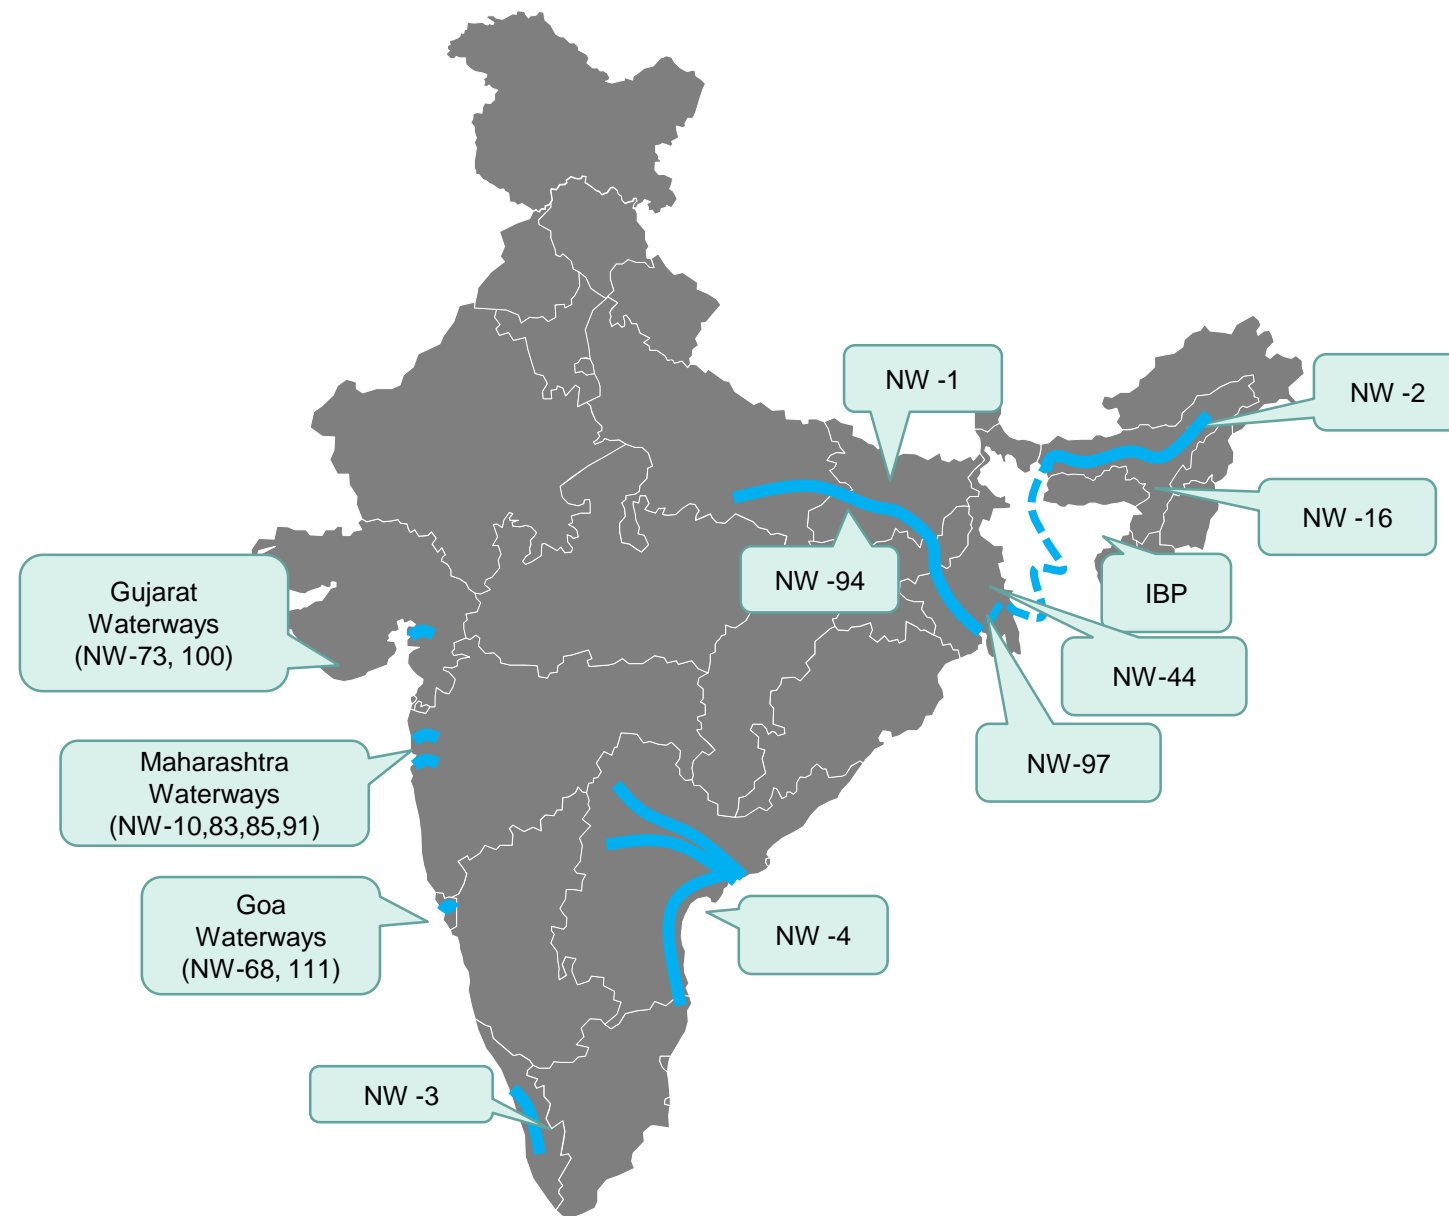 NW -1
NW -2
NW -16
NW -94
IBP
Gujarat
Waterways
(NW-73, 100)
NW-44
NW-97
Maharashtra
Waterways
(NW-10,83,85,91)
Goa
Waterways
(NW-68, 111)
NW -4
NW -3